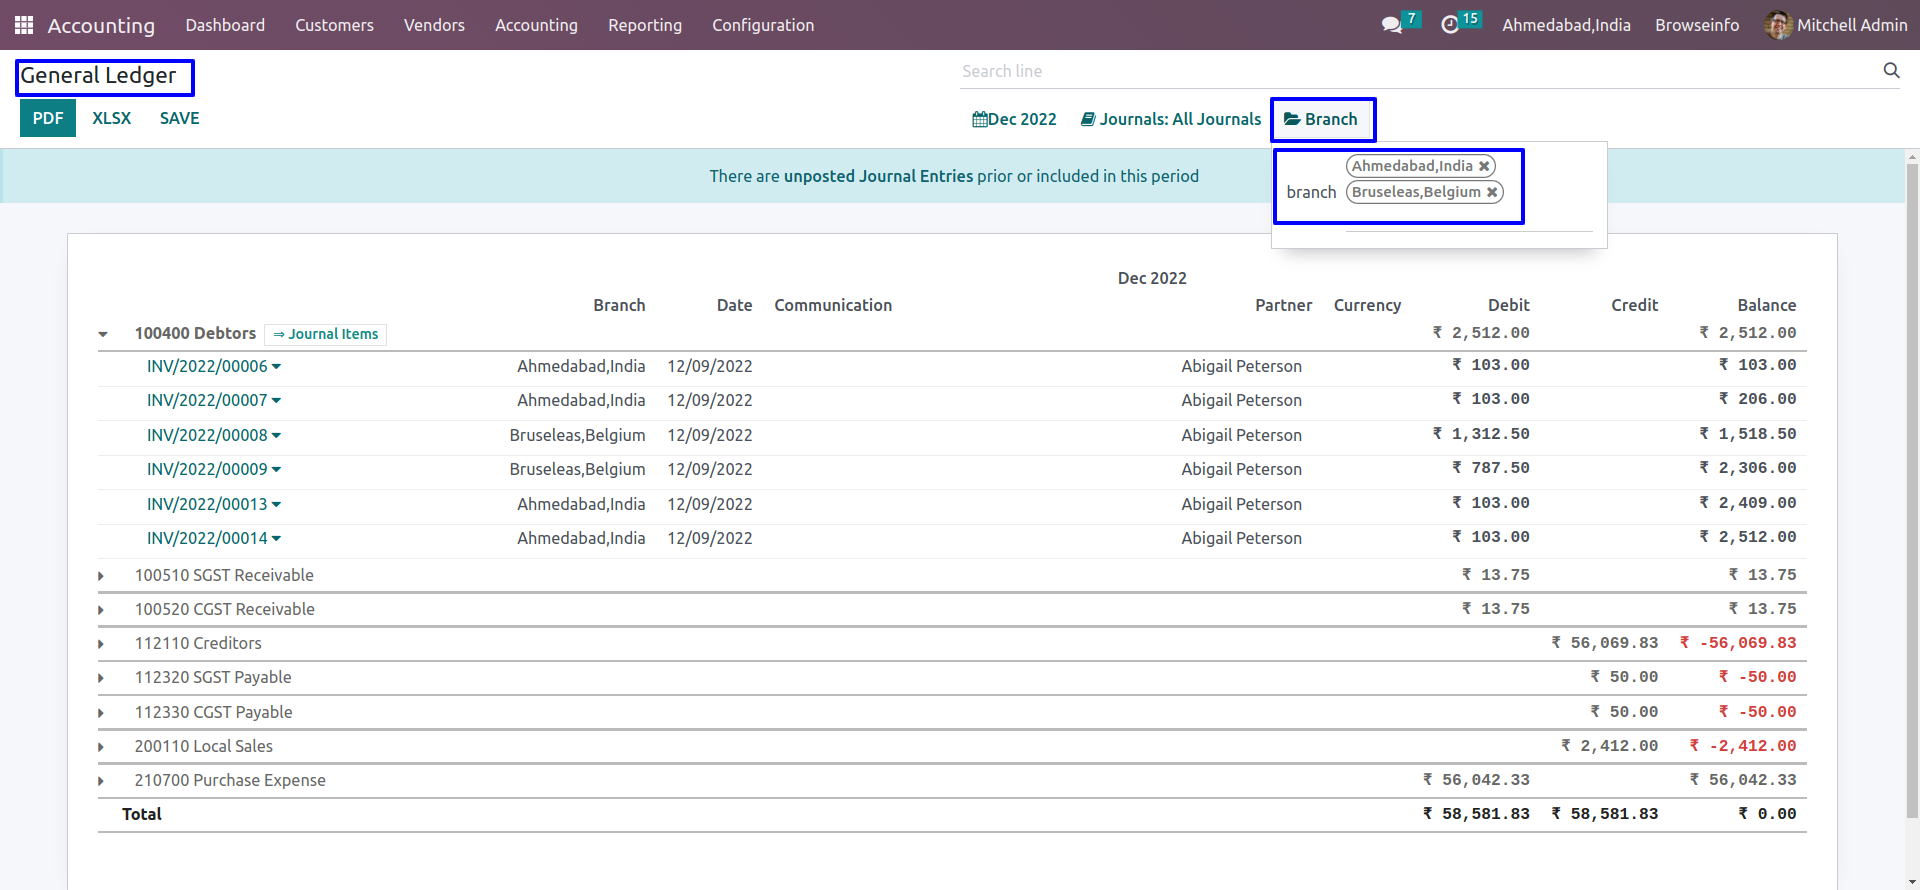 Accounting Dashboard Customers Vendors Accounting Reporting Configuration 7 15 Ahmedabad,India Browseinfo Mitchell Admin
General Ledger Search line
PDF XLSX SAVE Dec 2022 Journals: All Journals Branch
There are unposted Journal Entries prior or included in this period
Ahmedabad,India
branch Bruseleas,Belgium
Dec 2022
Branch Date Communication Partner Currency Debit Credit Balance
100400 Debtors ⇒ Journal Items ₹ 2,512.00 ₹ 2,512.00
INV/2022/00006 Ahmedabad,India 12/09/2022 Abigail Peterson ₹ 103.00 ₹ 103.00
INV/2022/00007 Ahmedabad,India 12/09/2022 Abigail Peterson ₹ 103.00 ₹ 206.00
INV/2022/00008 Bruseleas,Belgium 12/09/2022 Abigail Peterson ₹ 1,312.50 ₹ 1,518.50
INV/2022/00009 Bruseleas,Belgium 12/09/2022 Abigail Peterson ₹ 787.50 ₹ 2,306.00
INV/2022/00013 Ahmedabad,India 12/09/2022 Abigail Peterson ₹ 103.00 ₹ 2,409.00
INV/2022/00014 Ahmedabad,India 12/09/2022 Abigail Peterson ₹ 103.00 ₹ 2,512.00
100510 SGST Receivable ₹ 13.75 ₹ 13.75
100520 CGST Receivable ₹ 13.75 ₹ 13.75
112110 Creditors ₹ 56,069.83 ₹ -56,069.83
112320 SGST Payable ₹ 50.00 ₹ -50.00
112330 CGST Payable ₹ 50.00 ₹ -50.00
200110 Local Sales ₹ 2,412.00 ₹ -2,412.00
210700 Purchase Expense ₹ 56,042.33 ₹ 56,042.33
Total ₹ 58,581.83 ₹ 58,581.83 ₹ 0.00